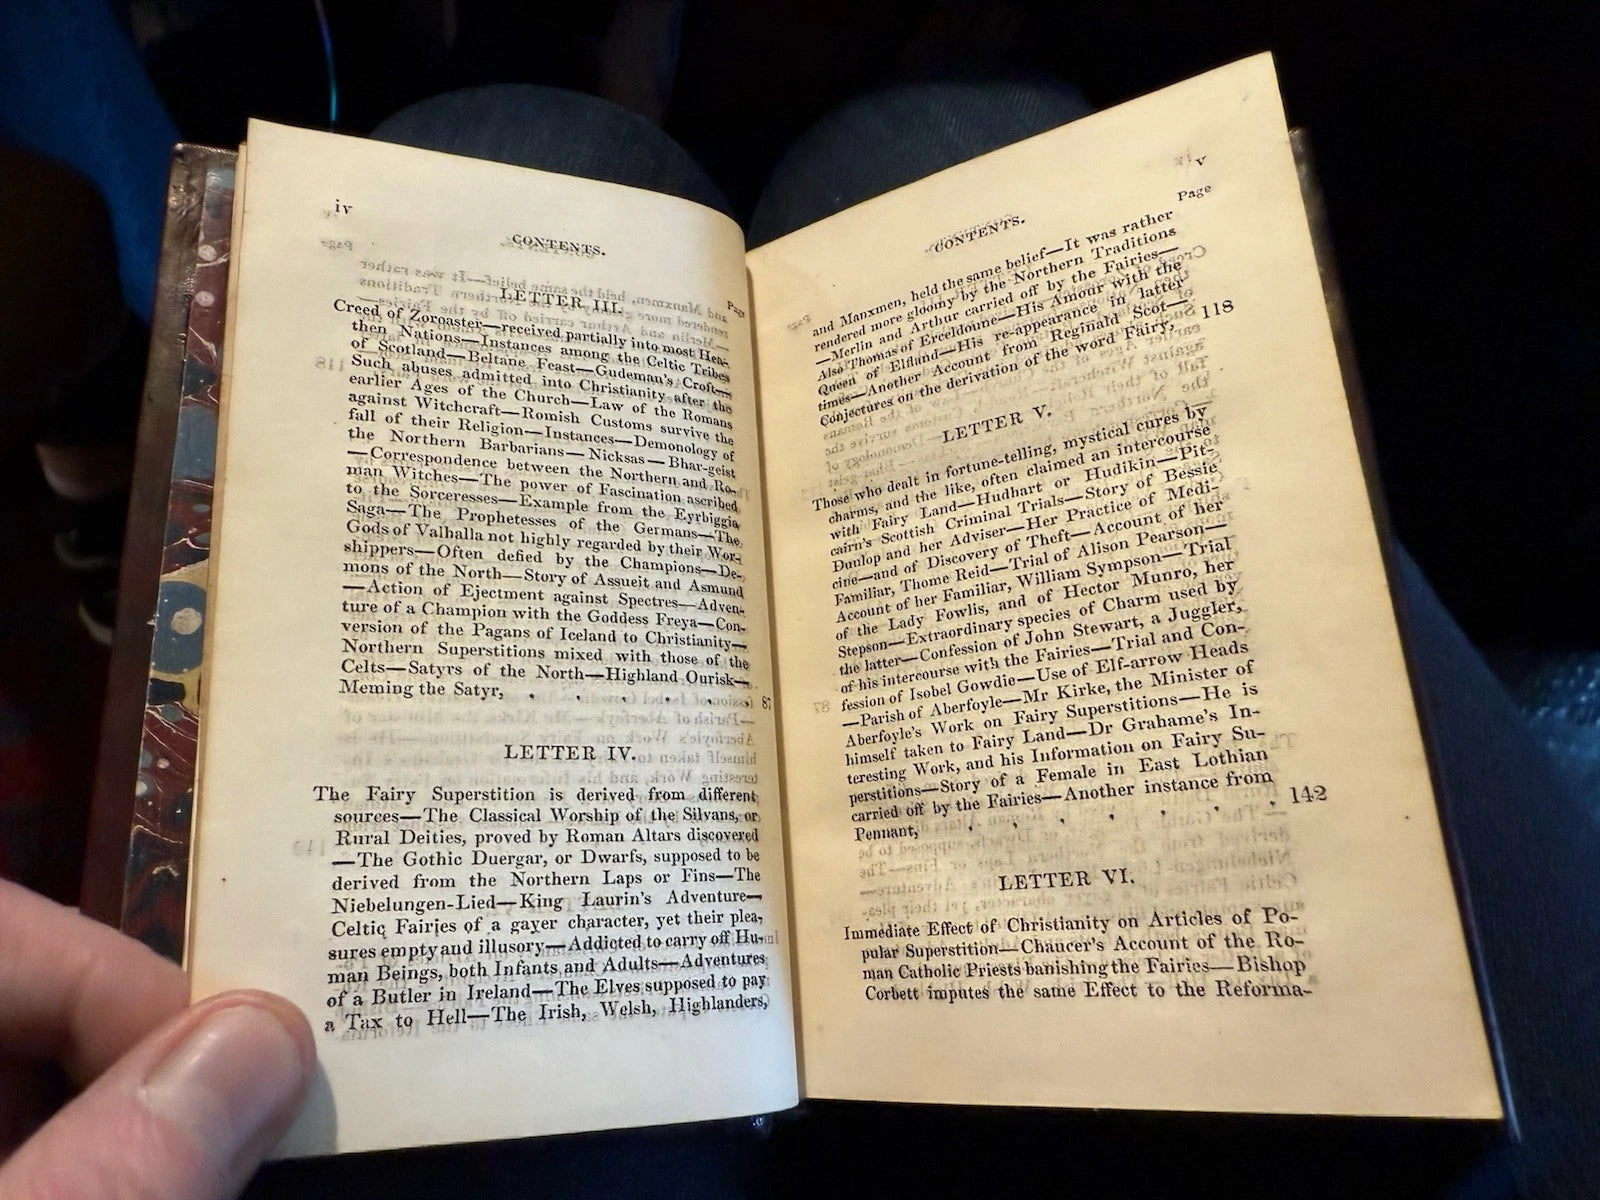 iv
CONTENTS.
Page
LETTER III.
Creed of Zoroaster—received partially into most Hea-
then Nations—Instances among the Celtic Tribes
of Scotland—Beltane Feast—Gudeman's Croft—
Such abuses admitted into Christianity after the
earlier Ages of the Church—Law of the Romans
against Witchcraft—Romish Customs survive the
fall of their Religion—Instances—Demonology of
the Northern Barbarians—Nicksas—Bhar-geist
—Correspondence between the Northern and Ro-
man Witches—The power of Fascination ascribed
to the Sorceresses—Example from the Eyrbiggia
Saga—The Prophetesses of the Germans—The
Gods of Valhalla not highly regarded by their Wor-
shippers—Often defied by the Champions—De-
mons of the North—Story of Assueit and Asmund
—Action of Ejectment against Spectres—Adven-
ture of a Champion with the Goddess Freya—Con-
version of the Pagans of Iceland to Christianity—
Northern Superstitions mixed with those of the
Celts—Satyrs of the North—Highland Ourisk—
Meming the Satyr, . . . . . 87
LETTER IV.
The Fairy Superstition is derived from different
sources—The Classical Worship of the Silvans, or
Rural Deities, proved by Roman Altars discovered
—The Gothic Duergar, or Dwarfs, supposed to be
derived from the Northern Laps or Fins—The
Niebelungen-Lied—King Laurin's Adventure—
Celtic Fairies of a gayer character, yet their plea-
sures empty and illusory—Addicted to carry off Hu-
man Beings, both Infants and Adults—Adventures
of a Butler in Ireland—The Elves supposed to pay
a Tax to Hell—The Irish, Welsh, Highlanders,
v
CONTENTS.
Page
and Manxmen, held the same belief—It was rather
rendered more gloomy by the Northern Traditions
—Merlin and Arthur carried off by the Fairies—
Also Thomas of Erceldoune—His Amour with the
Queen of Elfland—His re-appearance in latter
times—Another Account from Reginald Scot—
Conjectures on the derivation of the word Fairy, 118
LETTER V.
Those who dealt in fortune-telling, mystical cures by
charms, and the like, often claimed an intercourse
with Fairy Land—Hudhart or Hudikin—Pit-
cairn's Scottish Criminal Trials—Story of Bessie
Dunlop and her Adviser—Her Practice of Medi-
cine—and of Discovery of Theft—Account of her
Familiar, Thome Reid—Trial of Alison Pearson—
Account of her Familiar, William Sympson—Trial
of the Lady Fowlis, and of Hector Munro, her
Stepson—Extraordinary species of Charm used by
the latter—Confession of John Stewart, a Juggler,
of his intercourse with the Fairies—Trial and Con-
fession of Isobel Gowdie—Use of Elf-arrow Heads
—Parish of Aberfoyle—Mr Kirke, the Minister of
Aberfoyle's Work on Fairy Superstitions—He is
himself taken to Fairy Land—Dr Grahame's In-
teresting Work, and his Information on Fairy Su-
perstitions—Story of a Female in East Lothian
carried off by the Fairies—Another instance from
Pennant, . . . . . . 142
LETTER VI.
Immediate Effect of Christianity on Articles of Po-
pular Superstition—Chaucer's Account of the Ro-
man Catholic Priests banishing the Fairies—Bishop
Corbett imputes the same Effect to the Reforma-